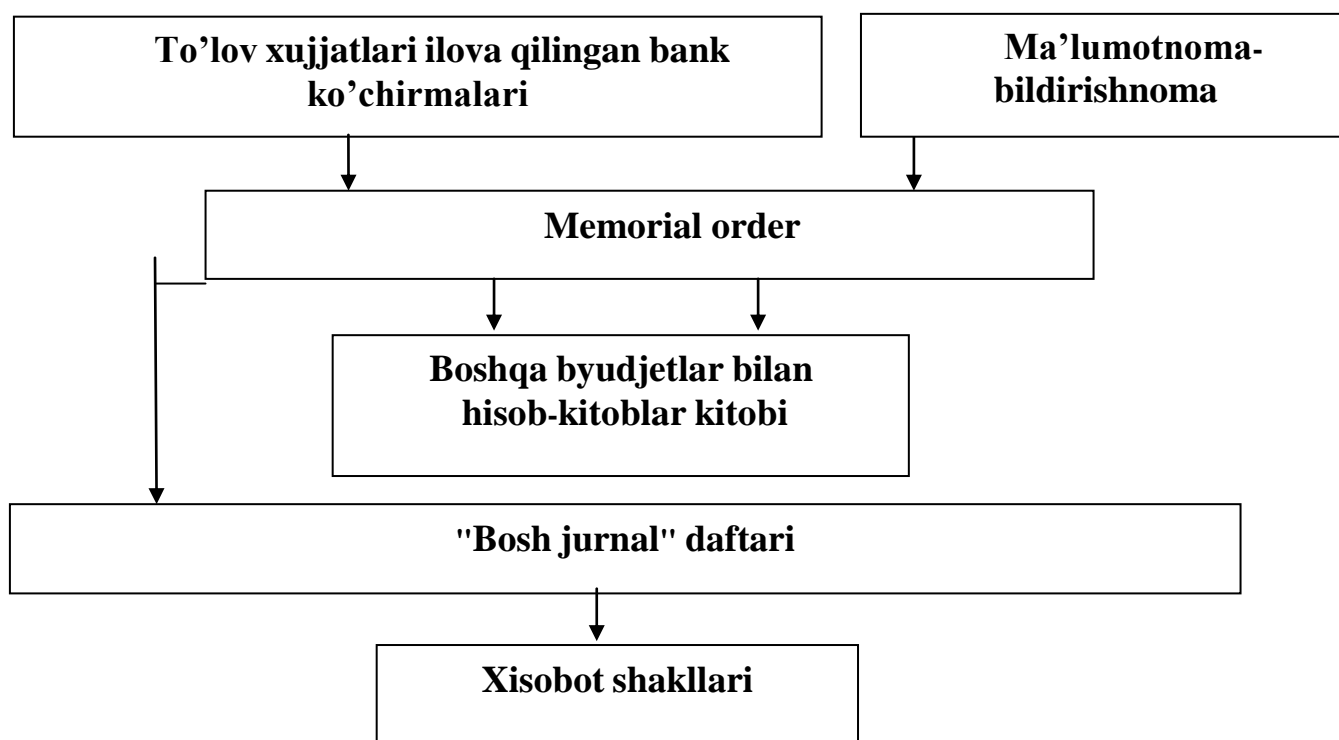 To’lov xujjatlari ilova qilingan bank
ko’chirmalari
Ma’lumotnoma-
bildirishnoma
Memorial order
Boshqa byudjetlar bilan
hisob-kitoblar kitobi
"Bosh jurnal" daftari
Xisobot shakllari